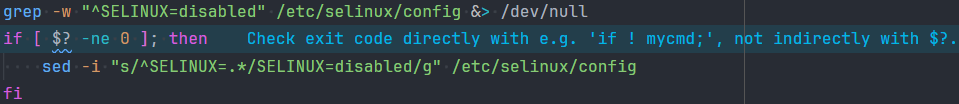 grep -w "^SELINUX=disabled" /etc/selinux/config &> /dev/null
if [ $? -ne 0 ]; then    Check exit code directly with e.g. 'if ! mycmd;', not indirectly with $?.
    sed -i "s/^SELINUX=.*/SELINUX=disabled/g" /etc/selinux/config
fi